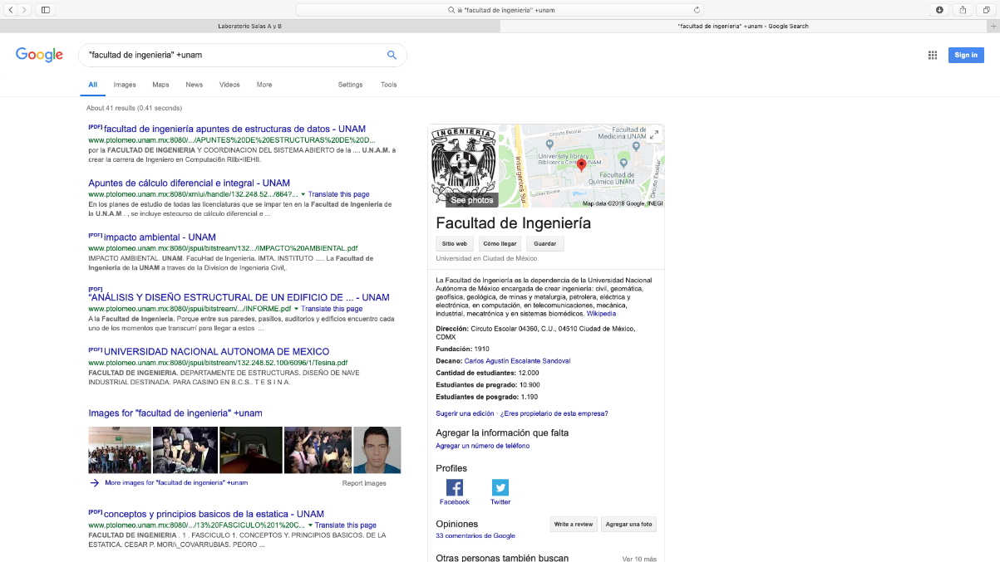 "facultad de ingenieria" +unam
Laboratorio Salas A y B
"facultad de ingenieria" +unam - Google Search
Google
"facultad de ingenieria" +unam
Sign in
All Images Maps News Videos More Settings Tools
About 41 results (0.41 seconds)
[PDF] facultad de ingeniería apuntes de estructuras de datos - UNAM
www.ptolomeo.unam.mx:8080/.../APUNTES%20DE%20ESTRUCTURAS%20DE%20D...
por la FACULTAD DE INGENIERIA Y COORDINACION DEL SISTEMA ABIERTO de la .... U.N.A.M. a
crear la carrera de Ingeniero en Computaciõn RIbI•IEHII.
Apuntes de cálculo diferencial e integral - UNAM
www.ptolomeo.unam.mx:8080/xmlui/handle/132.248.52.../864?... Translate this page
En los planes de estudio de todas las licenciaturas que se impar ten en la Facultad de Ingeniería de
la U.N.A.M . , se incluye estecurso de cálculo diferencial e ...
[PDF] impacto ambiental - UNAM
www.ptolomeo.unam.mx:8080/jspui/bitstream/132.../IMPACTO%20AMBIENTAL.pdf
IMPACTO AMBIENTAL. UNAM. FacuHad de Ingenieria. IMTA. INSTITUTO ..... La Facultad de
Ingenieria de la UNAM a traves de la Division de Ingenieria Civil,.
[PDF]
"ANÁLISIS Y DISEÑO ESTRUCTURAL DE UN EDIFICIO DE ... - UNAM
www.ptolomeo.unam.mx:8080/jspui/bitstream/.../INFORME.pdf Translate this page
A la Facultad de Ingeniería. Porque entre sus paredes, pasillos, auditorios y edificios encuentro cada
uno de los momentos que transcurrí para llegar a estos ...
[PDF] UNIVERSIDAD NACIONAL AUTONOMA DE MEXICO
www.ptolomeo.unam.mx:8080/jspui/bitstream/132.248.52.100/6096/1/Tesina.pdf
FACULTAD DE INGENIERIA. DEPARTAMENTE DE ESTRUCTURAS. DISEÑO DE NAVE
INDUSTRIAL DESTINADA. PARA CASINO EN B.C.S.. T E S I N A.
Images for "facultad de ingenieria" +unam
More images for "facultad de ingenieria" +unam Report images
[PDF] conceptos y principios basicos de la estatica - UNAM
www.ptolomeo.unam.mx:8080/.../13%20FASCICULO%201%20C... Translate this page
FACULTAD DE INGENIERIA . 1 . FASCICULO 1. CONCEPTOS Y. PRINCIPIOS BASICOS. DE LA
ESTATICA. CESAR P. MORI\_COVARRUBIAS. PEORO ...
INGENIERIA
See photos
Circuito Escolar
Facultad de
Medicina UNAM
University library
Biblioteca Central UNAM
Facultad de
Química UNAM
Insurgentes Sur
Circuito Escolar
Map data ©2018 Google, INEGI
Facultad de Ingeniería
Sitio web Cómo llegar Guardar
Universidad en Ciudad de México
La Facultad de Ingeniería es la dependencia de la Universidad Nacional
Autónoma de México encargada de crear ingeniería: civil, geomática,
geofísica, geológica, de minas y metalurgia, petrolera, eléctrica y
electrónica, en computación, en telecomunicaciones, mecánica,
industrial, mecatrónica y en sistemas biomédicos. Wikipedia
Dirección: Circuto Escolar 04360, C.U., 04510 Ciudad de México,
CDMX
Fundación: 1910
Decano: Carlos Agustín Escalante Sandoval
Cantidad de estudiantes: 12.000
Estudiantes de pregrado: 10.900
Estudiantes de posgrado: 1.190
Sugerir una edición · ¿Eres propietario de esta empresa?
Agregar la información que falta
Agregar un número de teléfono
Profiles
Facebook Twitter
Opiniones Write a review Agregar una foto
33 comentarios de Google
Otras personas también buscan Ver 10 más